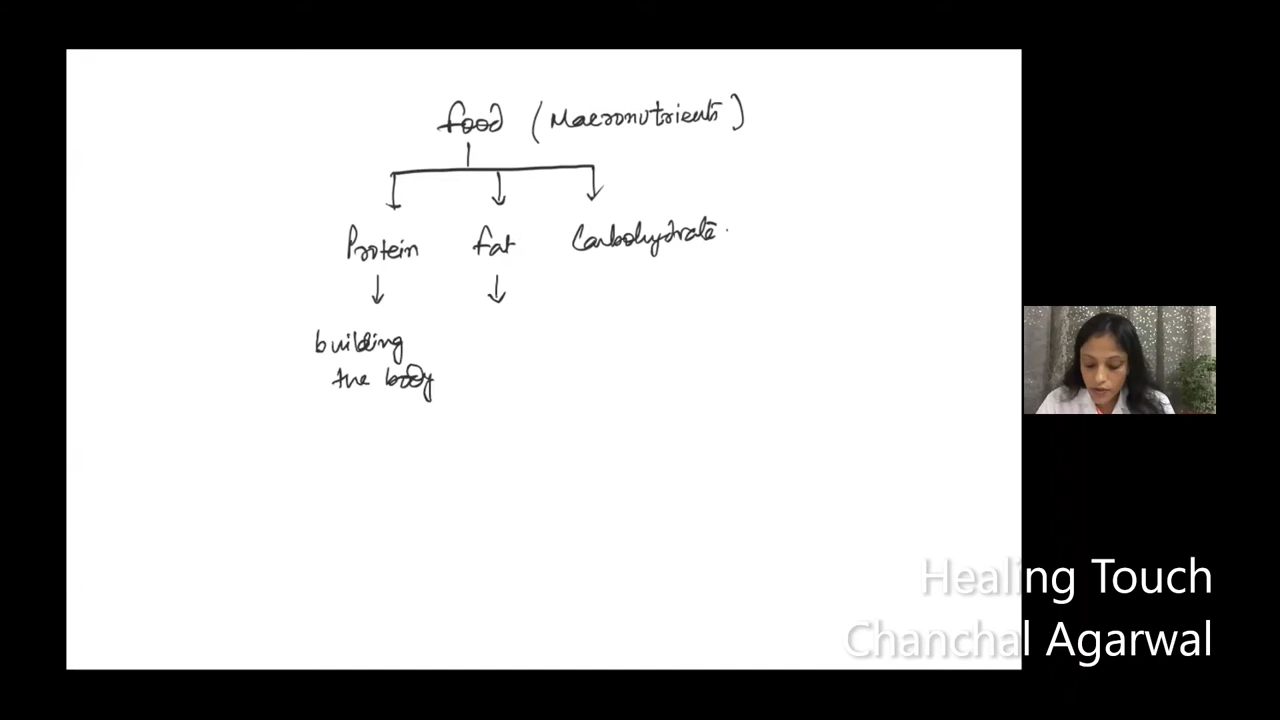 food (Macronutrients)
Protein fat Carbohydrate.
building
the body
Healing Touch
Chanchal Agarwal